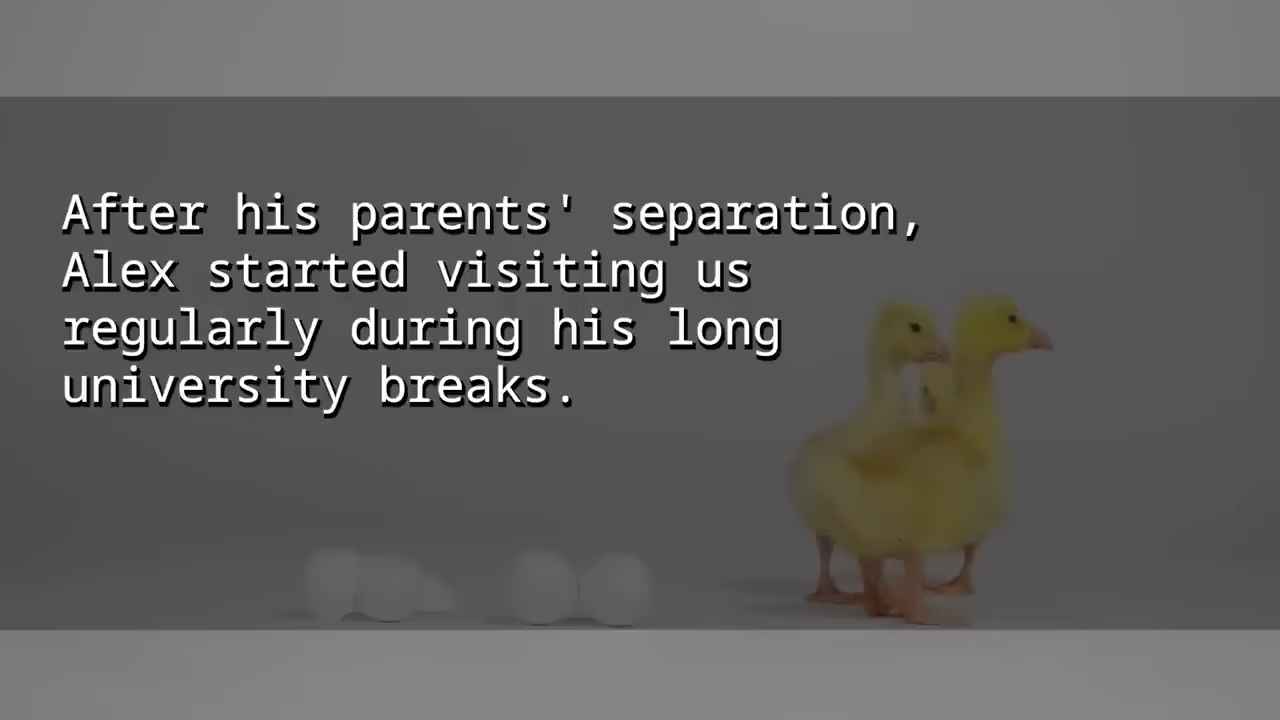 After his parents' separation,
Alex started visiting us
regularly during his long
university breaks.